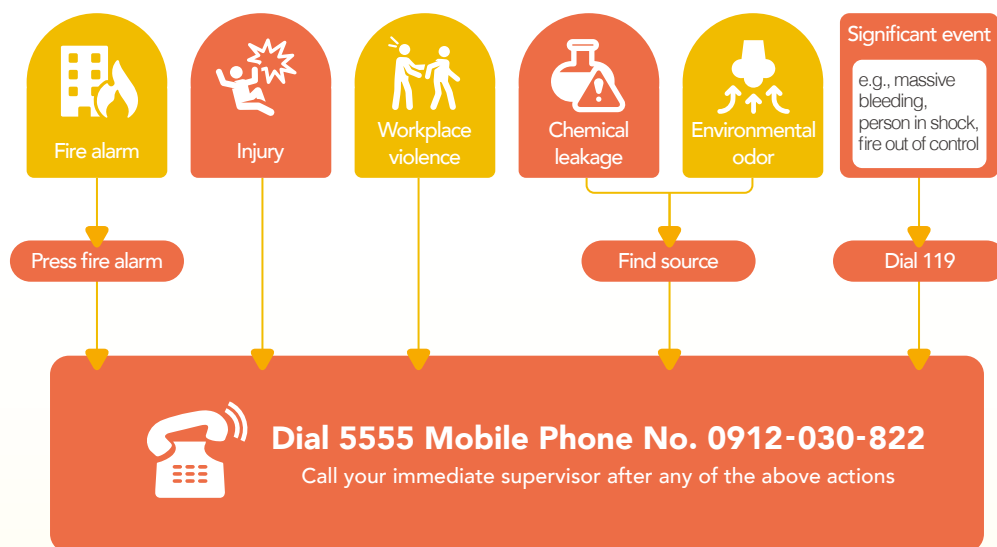 Fire alarm
Injury
Workplace
violence
Chemical
leakage
Environmental
odor
Significant event
e.g., massive
bleeding,
person in shock,
fire out of control
Press fire alarm
Find source
Dial 119
Dial 5555 Mobile Phone No. 0912-030-822
Call your immediate supervisor after any of the above actions